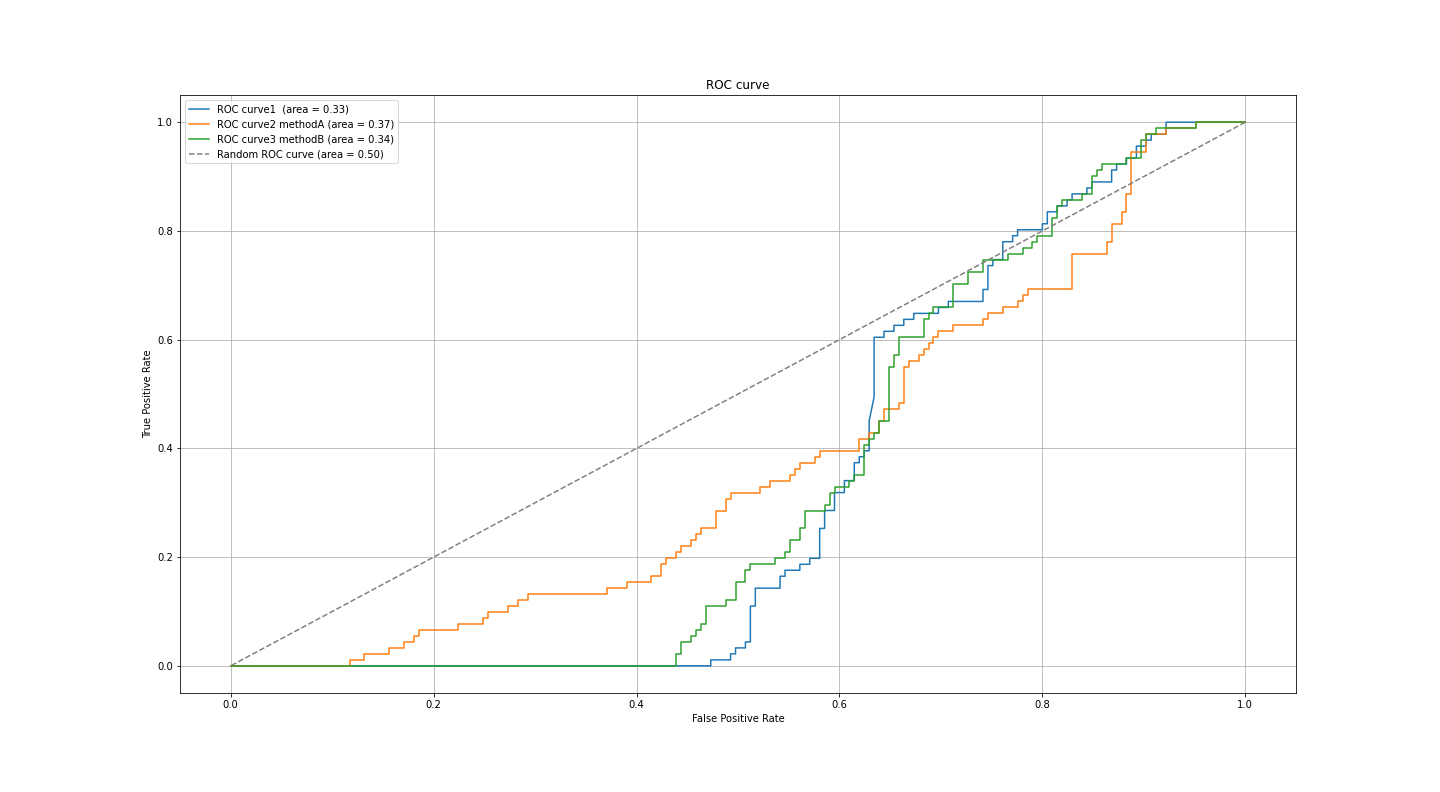 ROC curve
ROC curve1  (area = 0.33)
ROC curve2 methodA (area = 0.37)
ROC curve3 methodB (area = 0.34)
Random ROC curve (area = 0.50)
1.0
0.8
0.6
0.4
0.2
0.0
True Positive Rate
0.0 0.2 0.4 0.6 0.8 1.0
False Positive Rate